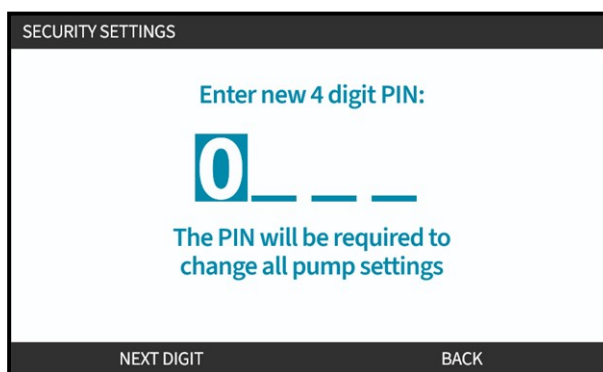 SECURITY SETTINGS
Enter new 4 digit PIN:
0_ _ _
The PIN will be required to
change all pump settings
NEXT DIGIT BACK